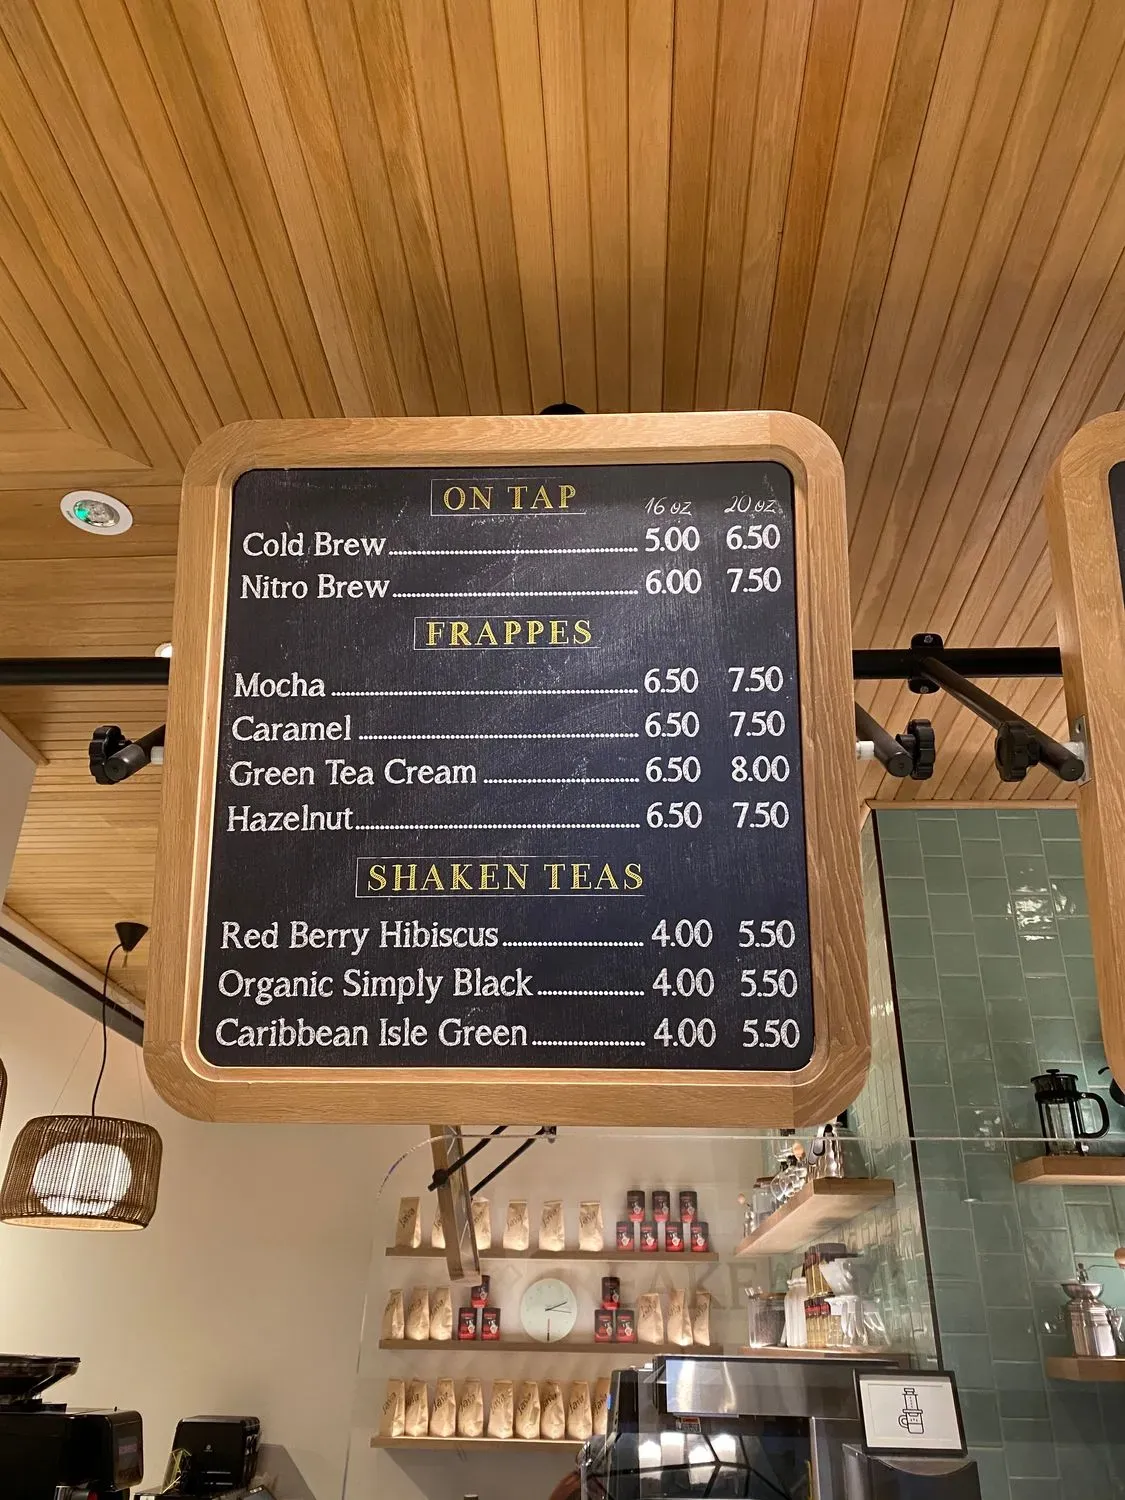 ON TAP
16 oz 20 oz
Cold Brew 5.00 6.50
Nitro Brew 6.00 7.50
FRAPPES
Mocha 6.50 7.50
Caramel 6.50 7.50
Green Tea Cream 6.50 8.00
Hazelnut 6.50 7.50
SHAKEN TEAS
Red Berry Hibiscus 4.00 5.50
Organic Simply Black 4.00 5.50
Caribbean Isle Green 4.00 5.50